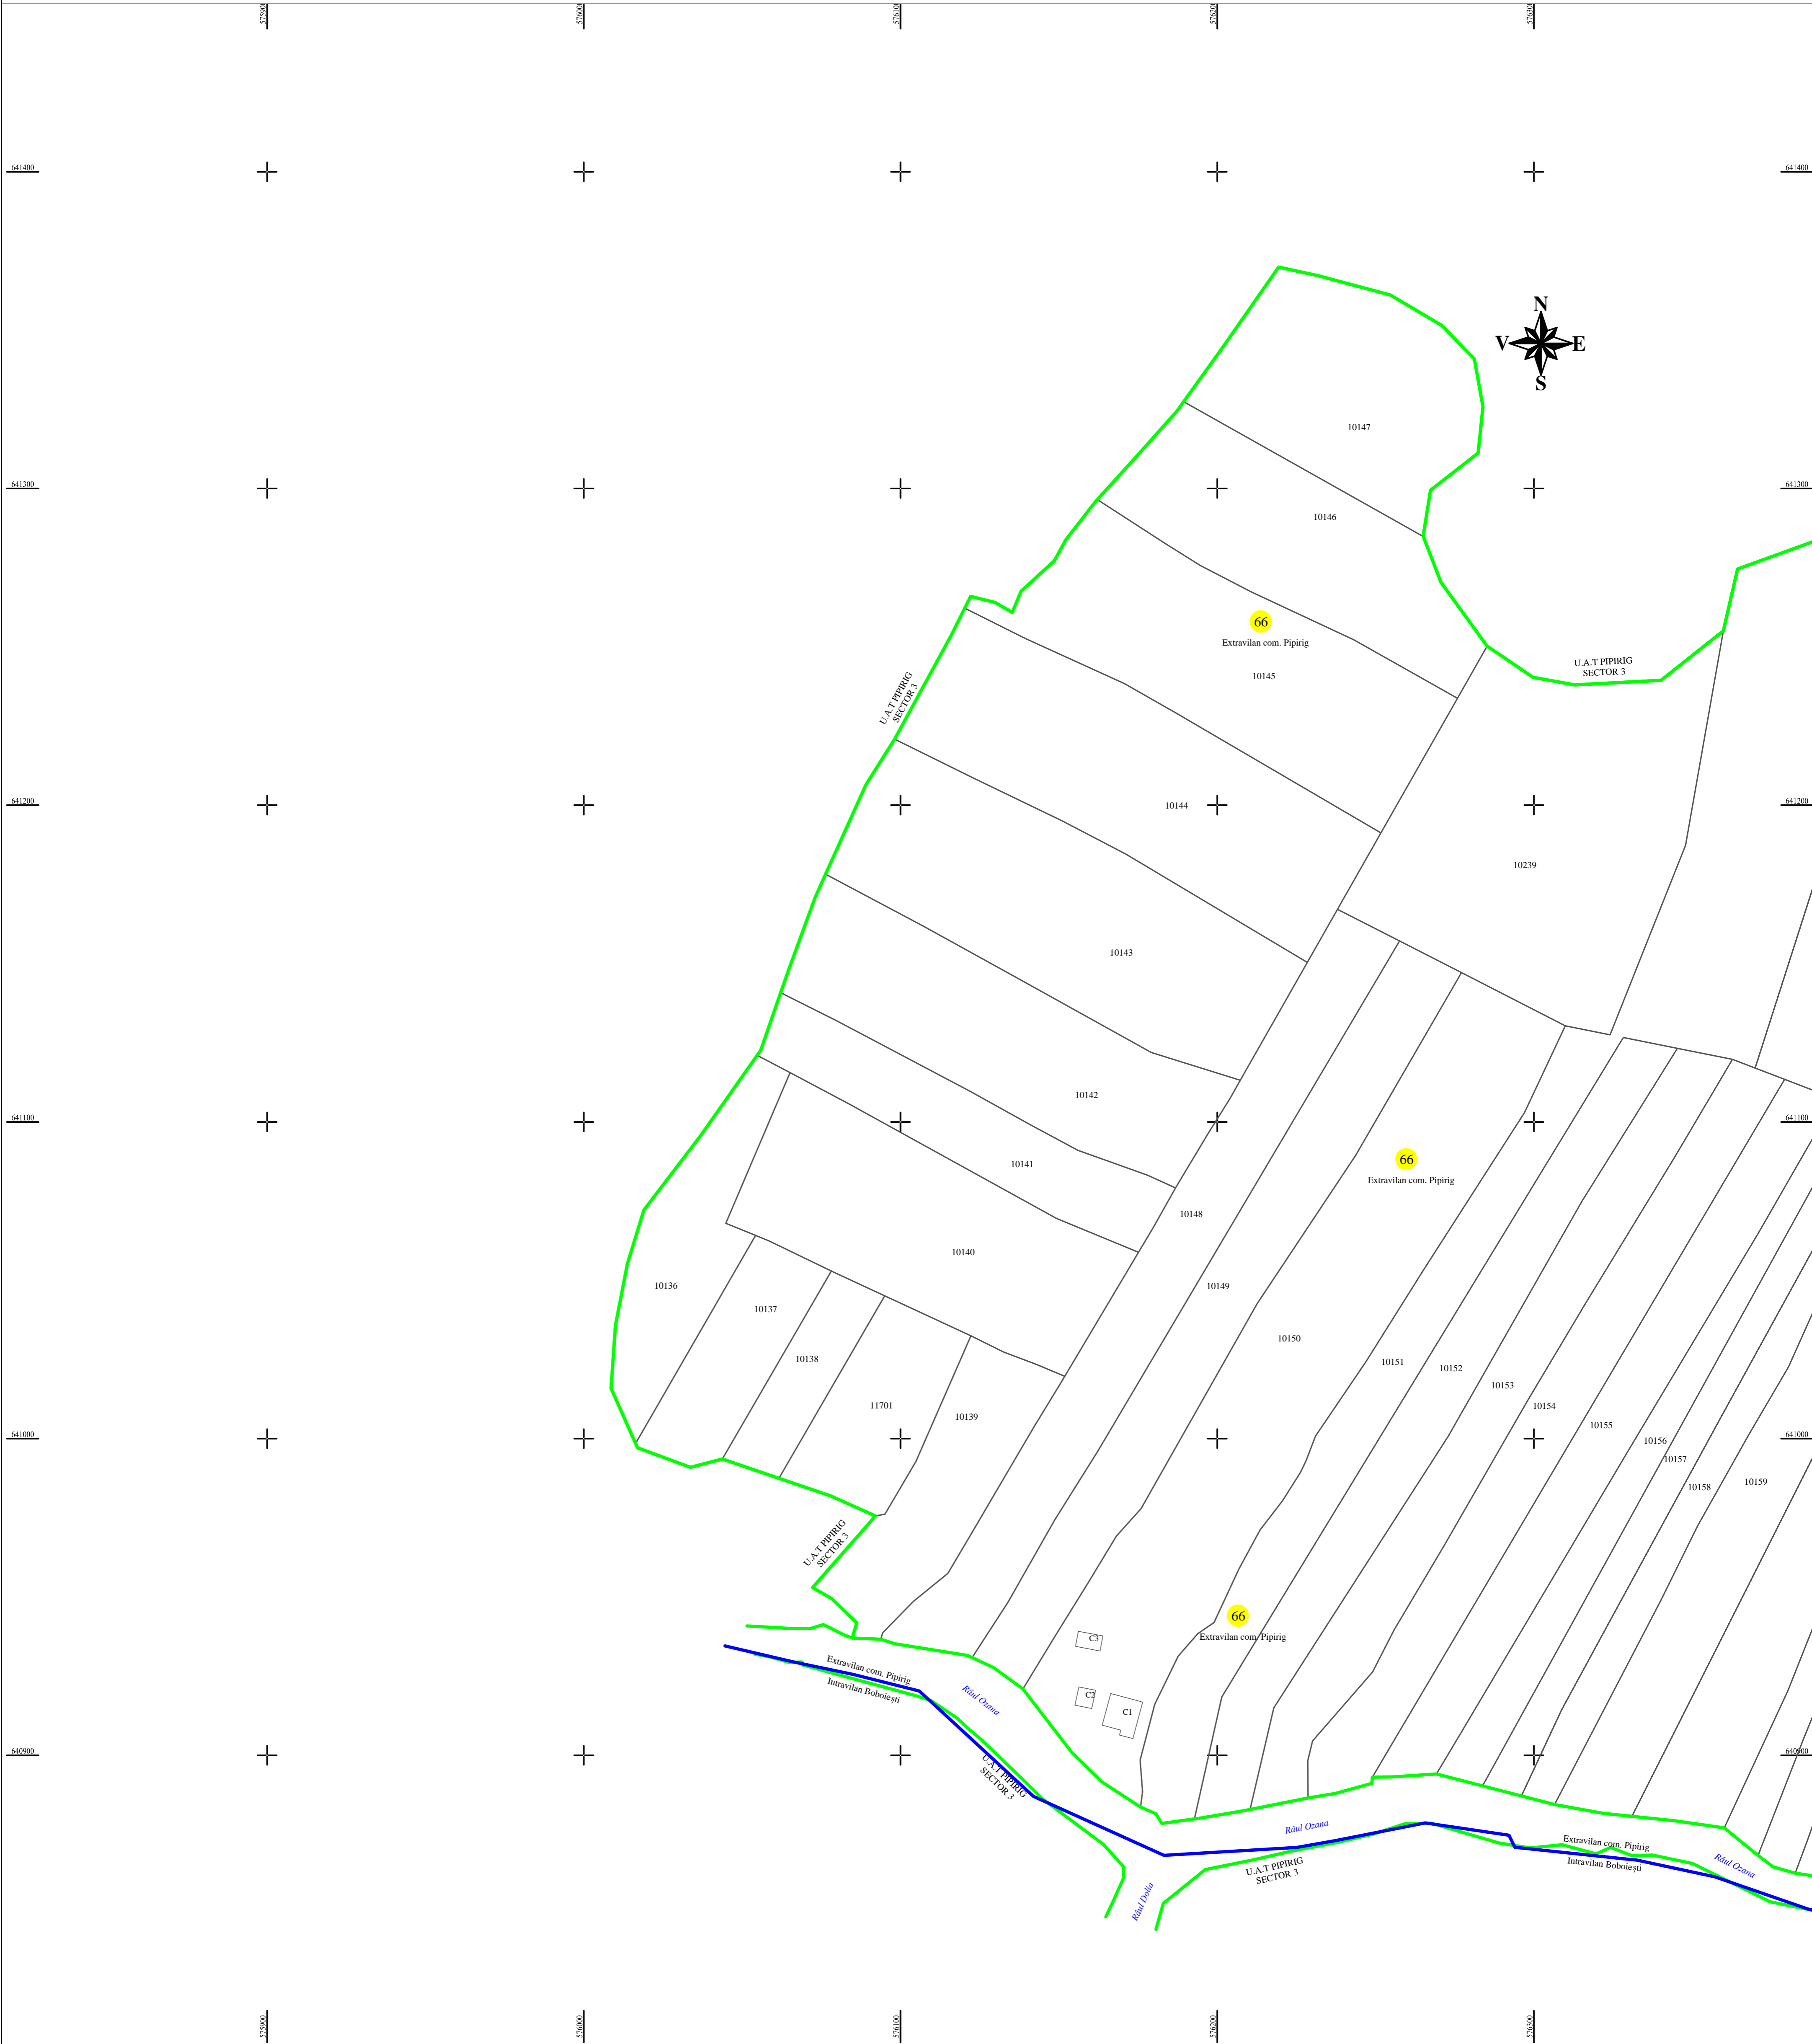 575900
576000
576100
576200
576300
641400
641400
N
V E
S
10147
641300
641300
10146
66
Extravilan com. Pipirig
10145
U.A.T PIPIRIG
SECTOR 3
U.A.T PIPIRIG
SECTOR 3
641200
10144
641200
10239
10143
10142
641100
641100
10141
66
Extravilan com. Pipirig
10148
10140
10136
10149
10137
10150
10138
10151
10152
10153
11701
10154
10139
10155
641000
10156
641000
10157
10159
10158
U.A.T PIPIRIG
SECTOR 3
66
Extravilan com. Pipirig
C3
Extravilan com. Pipirig
Intravilan Boboiești
Râul Ozana
C2
C1
640900
640900
U.A.T PIPIRIG
SECTOR 3
Râul Ozana
Extravilan com. Pipirig
Intravilan Boboiești
Râul Ozana
U.A.T PIPIRIG
SECTOR 3
Râul Dolia
575900
576000
576100
576200
576300